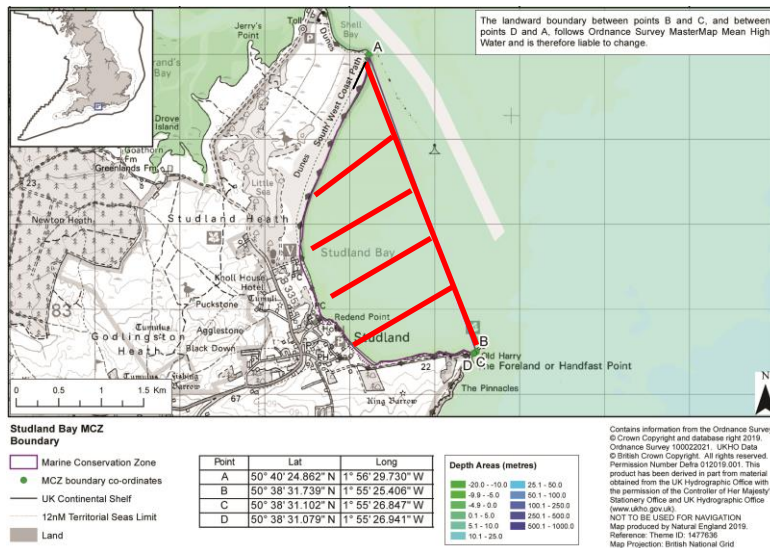 The landward boundary between points B and C, and between
points D and A, follows Ordnance Survey MasterMap Mean High
Water and is therefore liable to change.
Jerry's
Point
Toll
Shell
Bay
Dunes
A
South West Coast Path
Drove
Island
Goathorn
Fm
Greenlands Fm
Dunes
Little
Sea
23
Newton Heath
Studland Heath
Studland Bay
Knoll House
Hotel
83
Puckstone
Tumuli
Redend Point
Agglestone
Studland
Tumulus
Godlingston
Heath
Black Down
PH
B
Old Harry
D C
The Foreland or Handfast Point
22
The Pinnacles
Tumulus
67
King Barrow
0 0.5 1 1.5 Km
N
Studland Bay MCZ
Boundary
Marine Conservation Zone
MCZ boundary co-ordinates
UK Continental Shelf
12nM Territorial Seas Limit
Land
Point Lat Long
A 50° 40' 24.862" N 1° 56' 29.730" W
B 50° 38' 31.739" N 1° 55' 25.406" W
C 50° 38' 31.102" N 1° 55' 26.847" W
D 50° 38' 31.079" N 1° 55' 26.941" W
Depth Areas (metres)
-20.0 - -10.0
-9.9 - -5.0
-4.9 - 0.0
0.1 - 5.0
5.1 - 10.0
10.1 - 25.0
25.1 - 50.0
50.1 - 100.0
100.1 - 250.0
250.1 - 500.0
500.1 - 1000.0
Contains information from the Ordnance Survey
© Crown Copyright and database right 2019.
Ordnance Survey 100022021. UKHO Data
© British Crown Copyright. All rights reserved.
Permission Number Defra 012019.001. This
product has been derived in part from material
obtained from the UK Hydrographic Office with
the permission of the Controller of Her Majesty'
Stationery Office and UK Hydrographic Office
(www.ukho.gov.uk).
NOT TO BE USED FOR NAVIGATION
Map produced by Natural England 2019.
Reference: Theme ID: 1477636
Map Projection: British National Grid